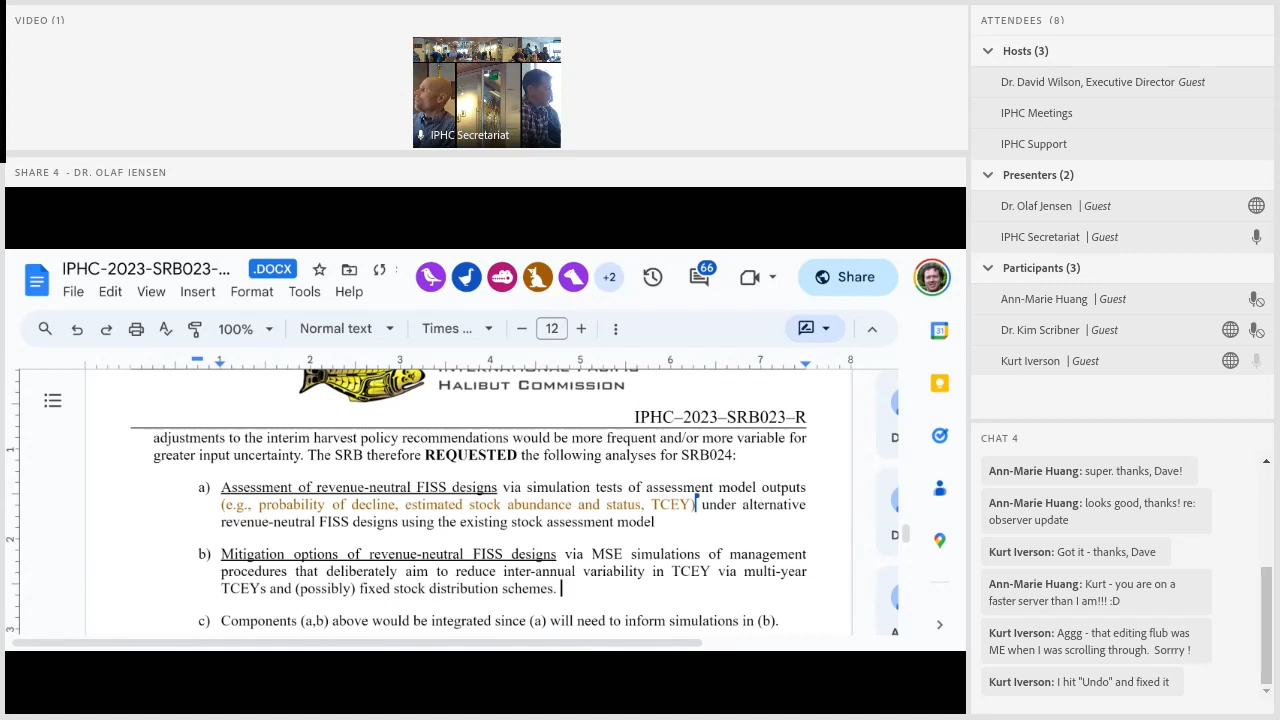 VIDEO (1)
IPHC Secretariat
SHARE 4 - DR. OLAF JENSEN
IPHC-2023-SRB023-... .DOCX
File Edit View Insert Format Tools Help
+2
66
Share
100% Normal text Times ... 12
1 2 3 4 5 6 7 8
HALIBUT COMMISSION
IPHC–2023–SRB023–R
adjustments to the interim harvest policy recommendations would be more frequent and/or more variable for
greater input uncertainty. The SRB therefore REQUESTED the following analyses for SRB024:
a) Assessment of revenue-neutral FISS designs via simulation tests of assessment model outputs
(e.g., probability of decline, estimated stock abundance and status, TCEY) under alternative
revenue-neutral FISS designs using the existing stock assessment model
b) Mitigation options of revenue-neutral FISS designs via MSE simulations of management
procedures that deliberately aim to reduce inter-annual variability in TCEY via multi-year
TCEYs and (possibly) fixed stock distribution schemes.
c) Components (a,b) above would be integrated since (a) will need to inform simulations in (b).
1
2
3
D
D
A
31
ATTENDEES (8)
Hosts (3)
Dr. David Wilson, Executive Director Guest
IPHC Meetings
IPHC Support
Presenters (2)
Dr. Olaf Jensen | Guest
IPHC Secretariat | Guest
Participants (3)
Ann-Marie Huang | Guest
Dr. Kim Scribner | Guest
Kurt Iverson | Guest
CHAT 4
Ann-Marie Huang: super. thanks, Dave!
Ann-Marie Huang: looks good, thanks! re:
observer update
Kurt Iverson: Got it - thanks, Dave
Ann-Marie Huang: Kurt - you are on a
faster server than I am!!! :D
Kurt Iverson: Aggg - that editing flub was
ME when I was scrolling through. Sorrry !
Kurt Iverson: I hit "Undo" and fixed it